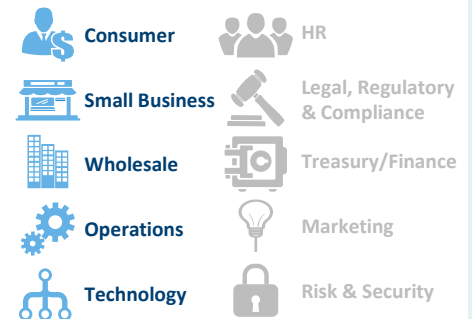 Consumer
HR
Small Business
Legal, Regulatory
& Compliance
Wholesale
Treasury/Finance
Operations
Marketing
Technology
Risk & Security